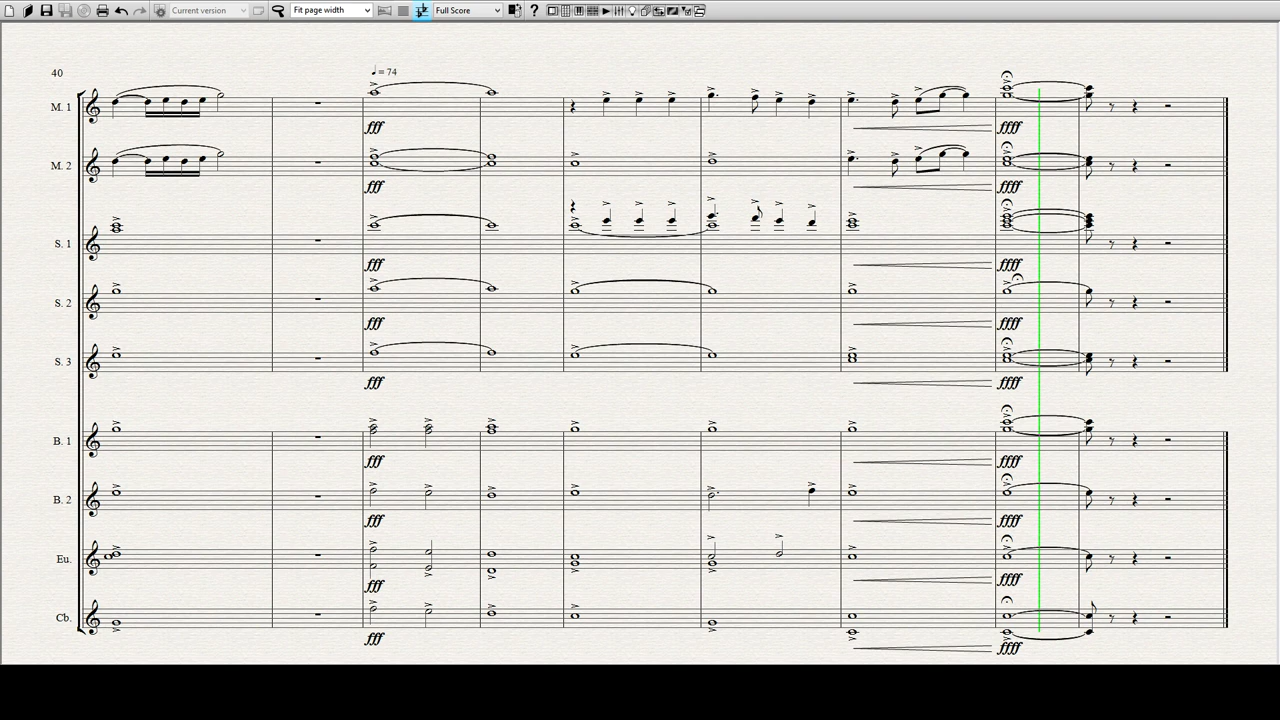 Current version Fit page width Full Score ?
40
♩ = 74
M. 1
fff
ffff
M. 2
fff
ffff
S. 1
fff
ffff
S. 2
fff
ffff
S. 3
fff
ffff
B. 1
fff
ffff
B. 2
fff
ffff
Eu.
fff
ffff
Cb.
fff
ffff